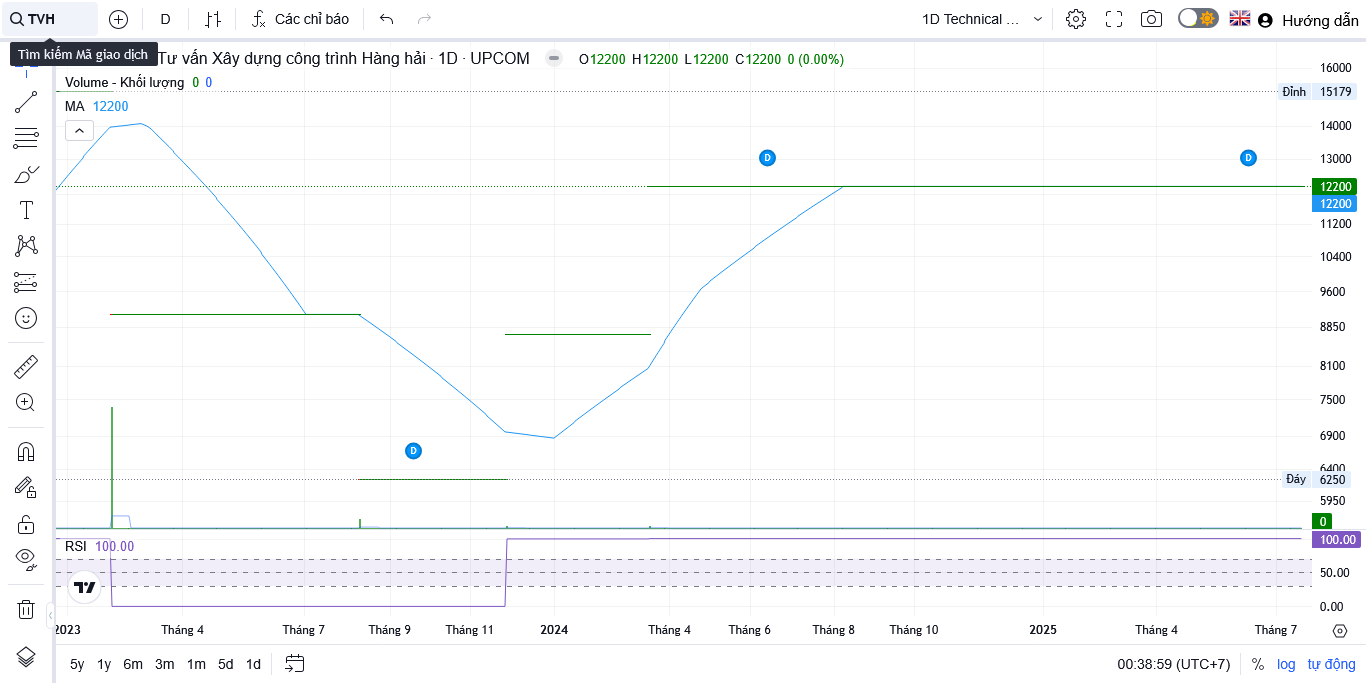 TVH
D
Các chỉ báo
1D Technical ...
Hướng dẫn
Tìm kiếm Mã giao dịch
Tư vấn Xây dựng công trình Hàng hải · 1D · UPCOM
O12200 H12200 L12200 C12200 0 (0.00%)
Volume - Khối lượng 0 0
MA 12200
16000
Đỉnh 15179
14000
13000
12200
12200
11200
10400
9600
8850
8100
7500
6900
6400
Đáy 6250
5950
0
D
D
D
RSI 100.00
100.00
50.00
0.00
2023 Tháng 4 Tháng 7 Tháng 9 Tháng 11 2024 Tháng 4 Tháng 6 Tháng 8 Tháng 10 2025 Tháng 4 Tháng 7
5y 1y 6m 3m 1m 5d 1d
00:38:59 (UTC+7) % log tự động